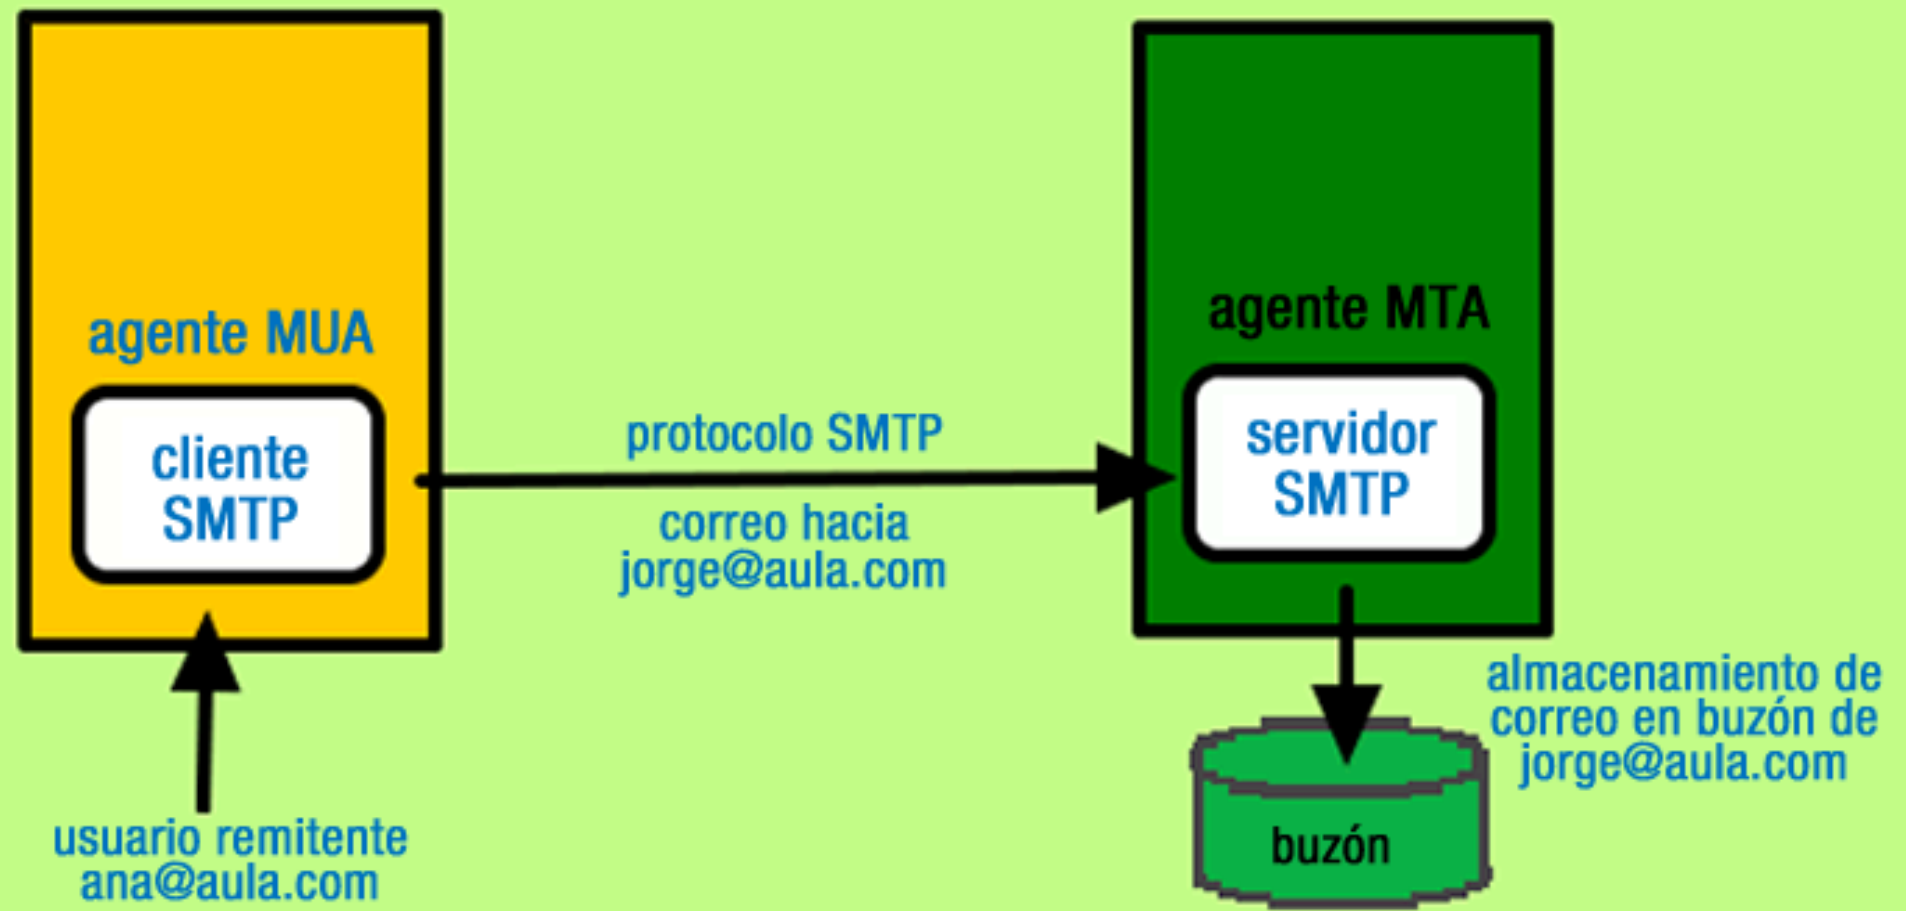 agente MUA
cliente
SMTP
usuario remitente
ana@aula.com
protocolo SMTP
correo hacia
jorge@aula.com
agente MTA
servidor
SMTP
almacenamiento de
correo en buzón de
jorge@aula.com
buzón